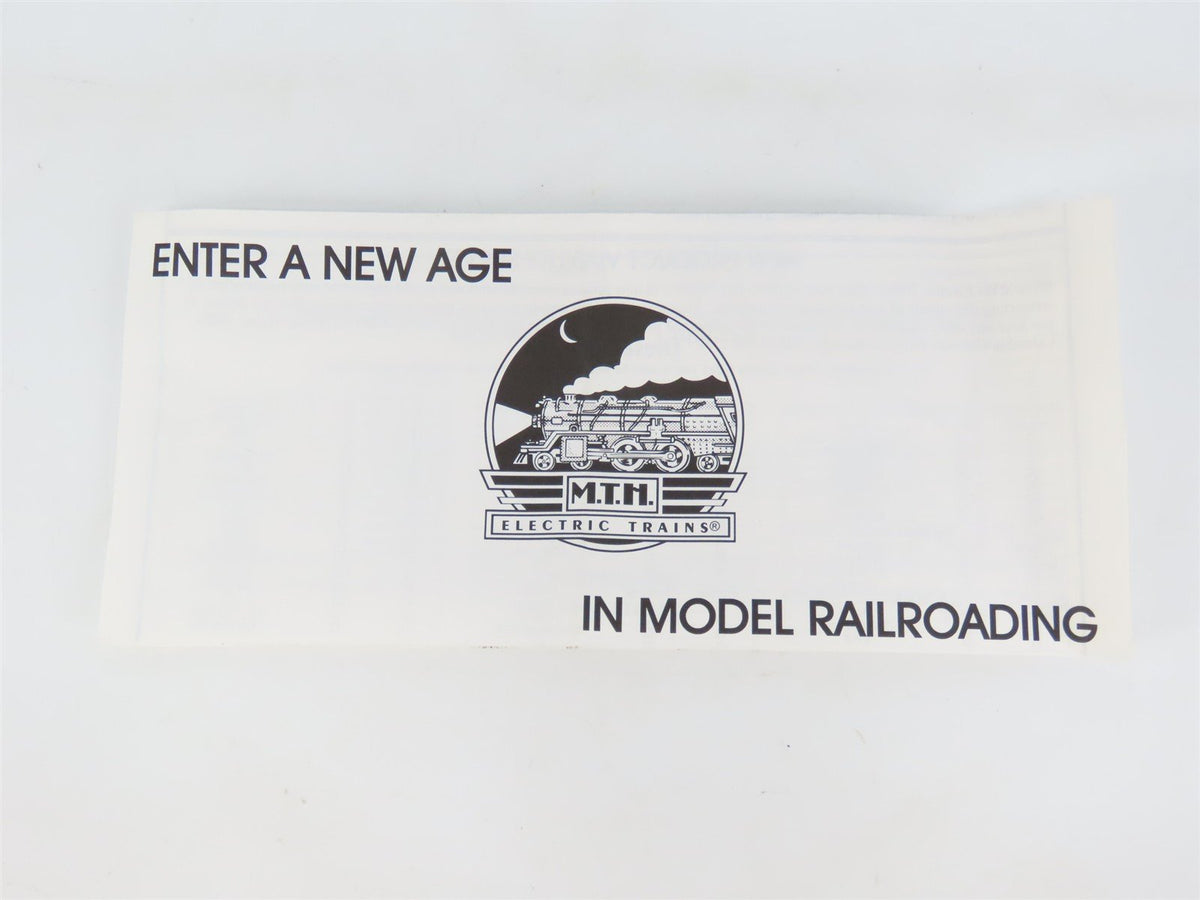 ENTER A NEW AGE
M.T.H.
ELECTRIC TRAINS®
IN MODEL RAILROADING